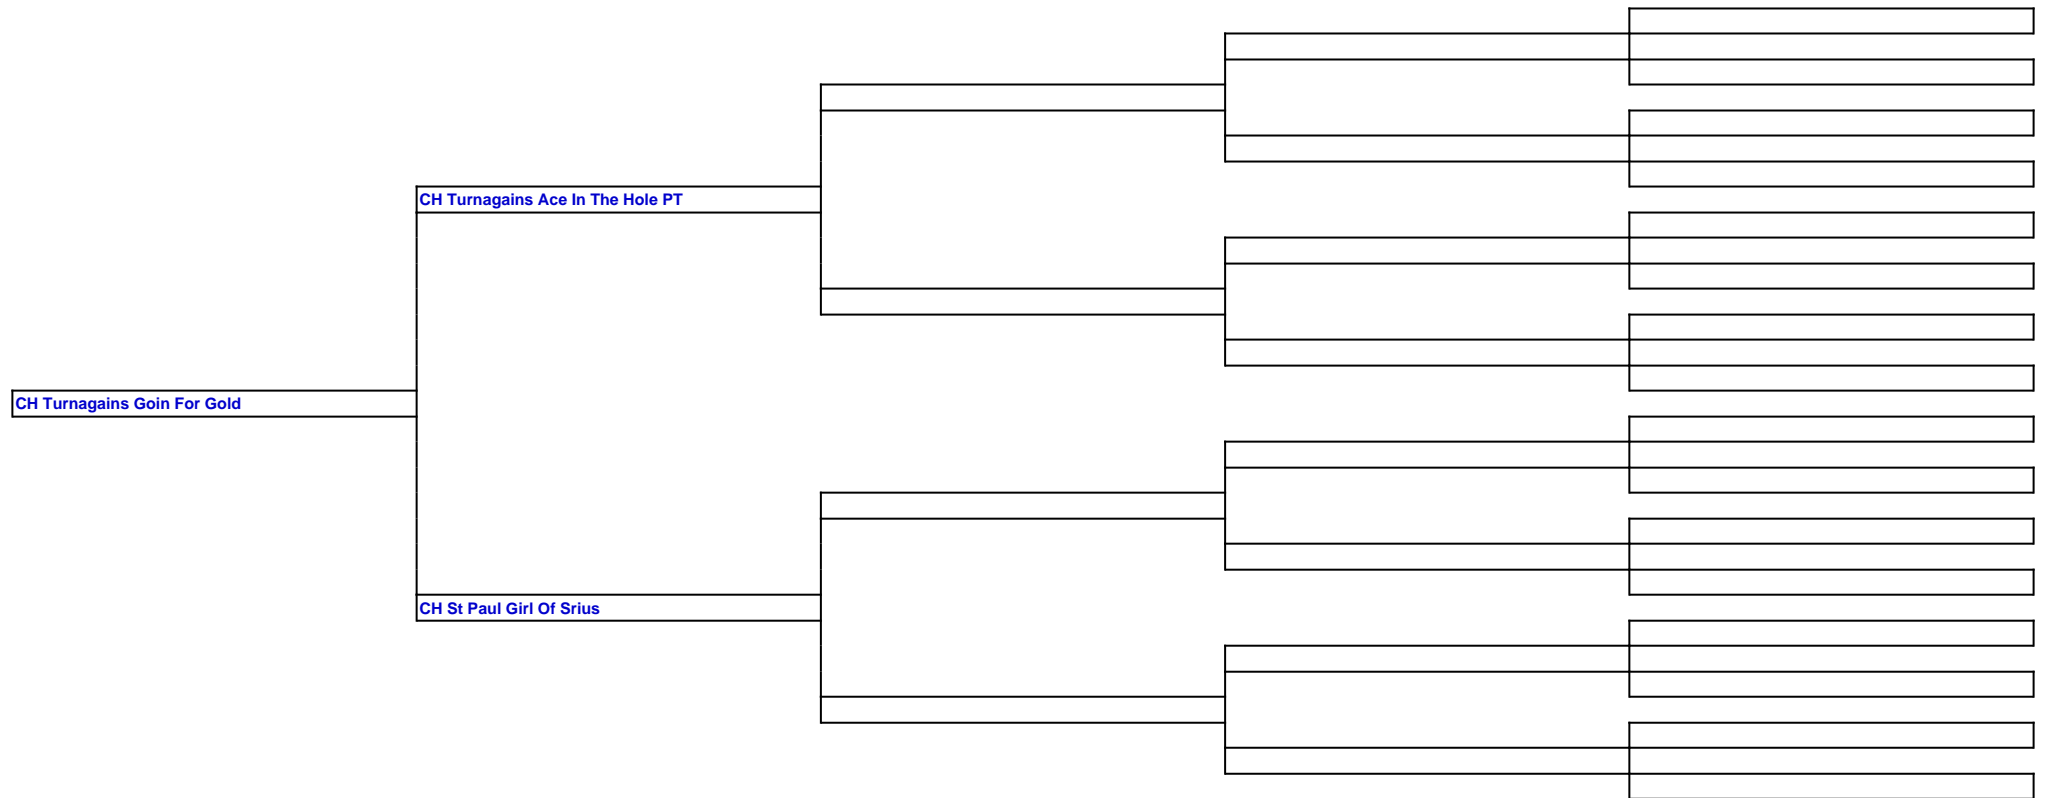 CH Turnagains Ace In The Hole PT
CH Turnagains Goin For Gold
CH St Paul Girl Of Srius